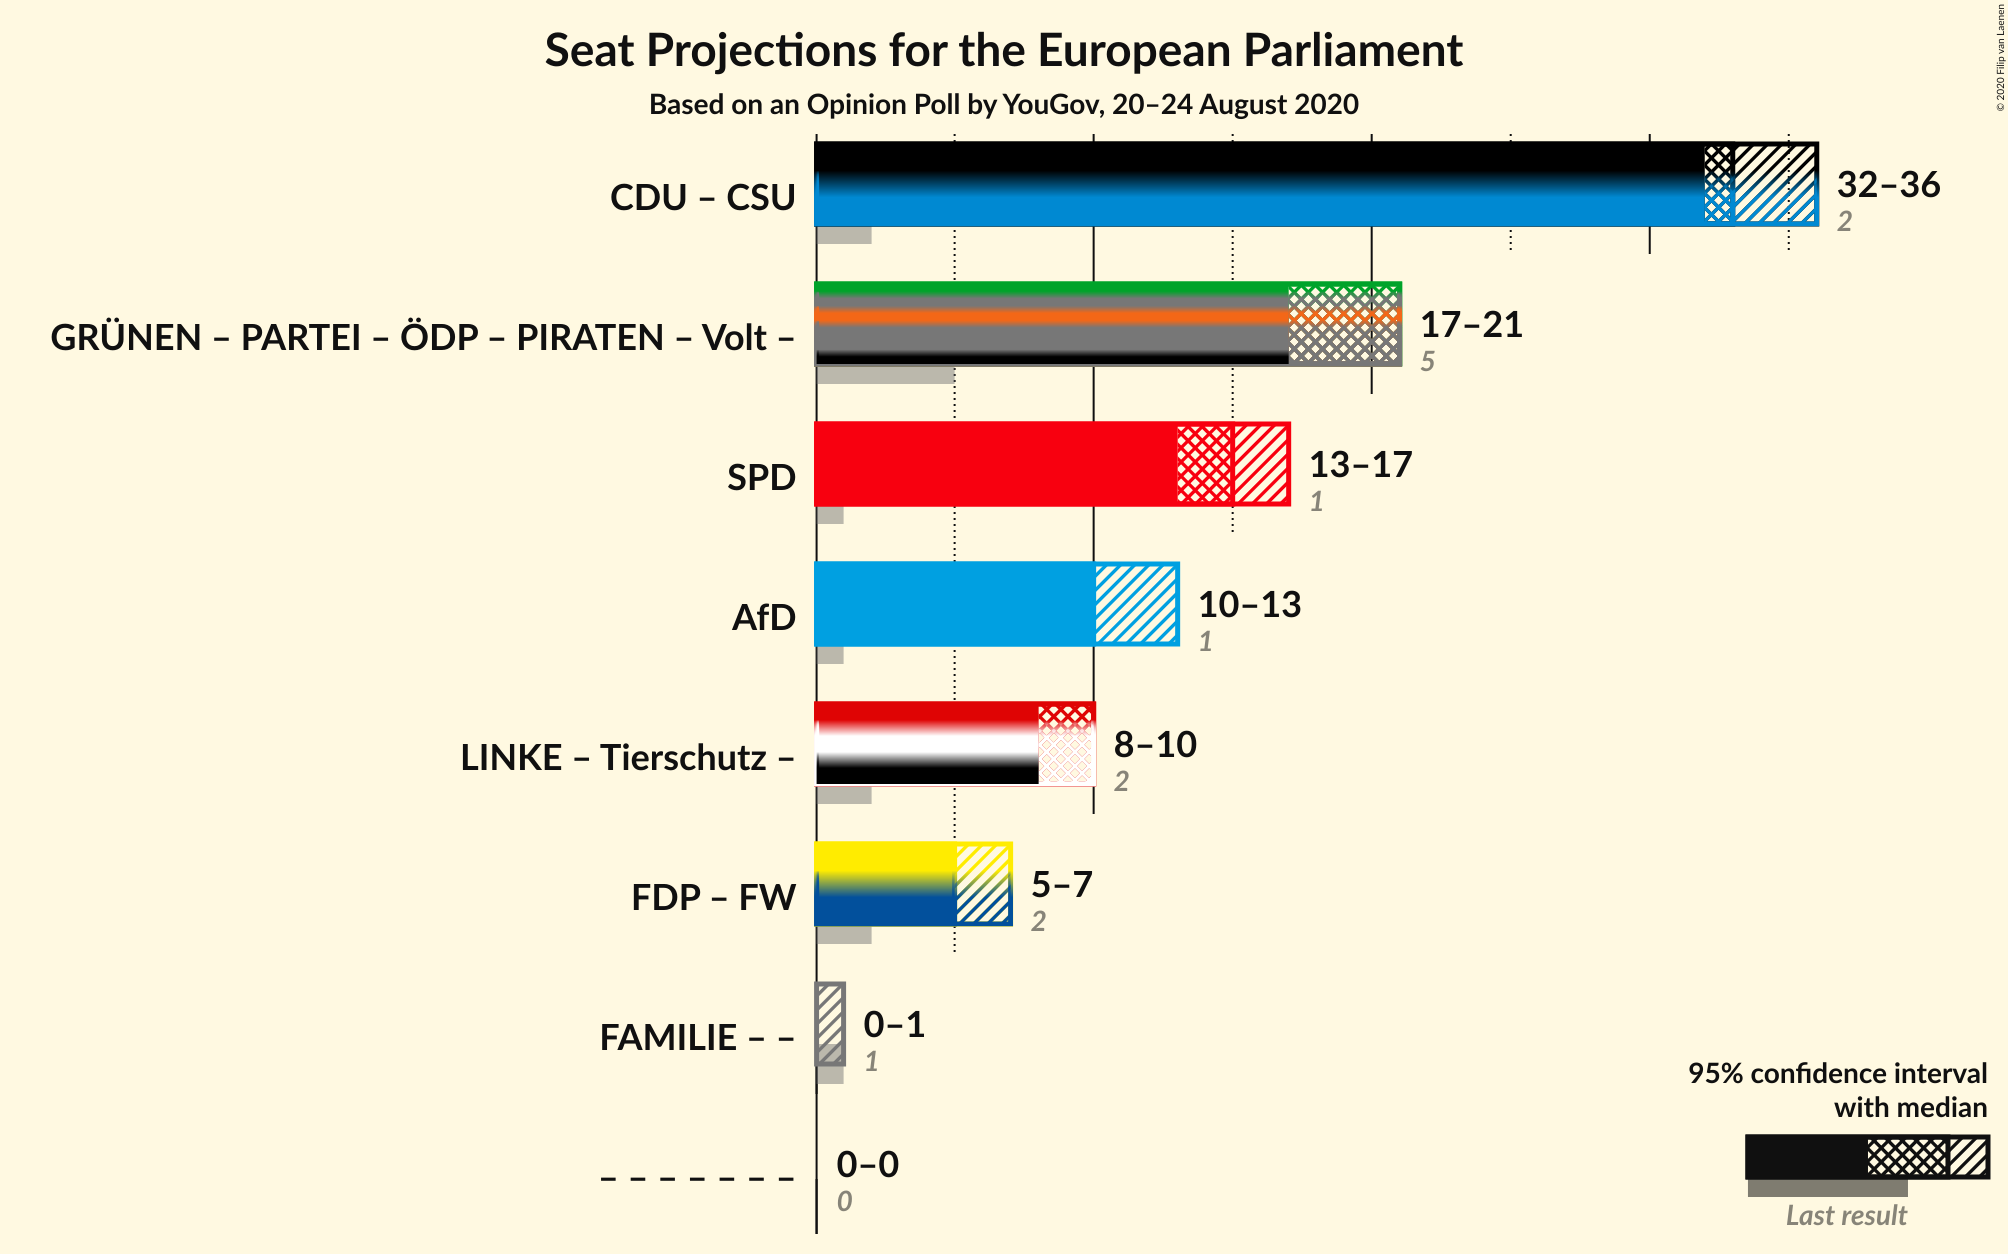 Seat Projections for the European Parliament
Based on an Opinion Poll by YouGov, 20–24 August 2020
© 2020 Filip van Laenen
CDU – CSU
32–36
2
GRÜNEN – PARTEI – ÖDP – PIRATEN – Volt –
17–21
5
SPD
13–17
1
AfD
10–13
1
LINKE – Tierschutz –
8–10
2
FDP – FW
5–7
2
FAMILIE – –
0–1
1
– – – – – – –
0–0
0
95% confidence interval
with median
Last result